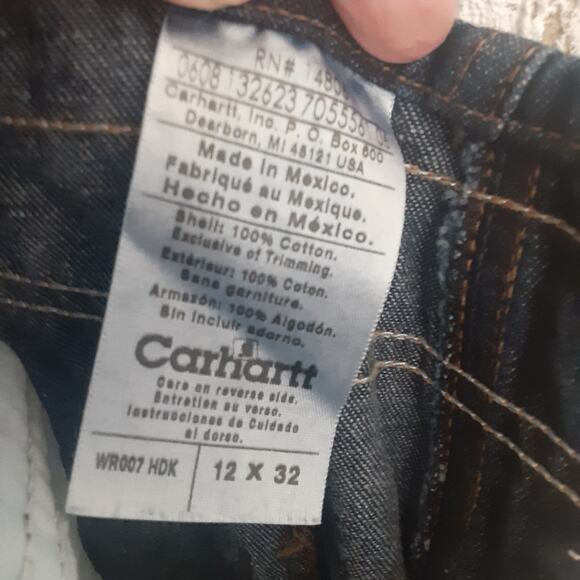 RN#
0608 132623 705556
Carhartt, Inc. P.O. Box 600
Dearborn, MI 48121 USA
Made in Mexico.
Fabriqué au Mexique.
Hecho en México.
Shell: 100% Cotton.
Exclusive of Trimming.
Extérieur: 100% Coton.
Sans garniture.
Armazón: 100% Algodón.
Sin incluir adorno.
Carhartt
Care on reverse side.
Entretien au verso.
Instrucciones de Cuidado
al dorso.
WR007 HDK
12 X 32